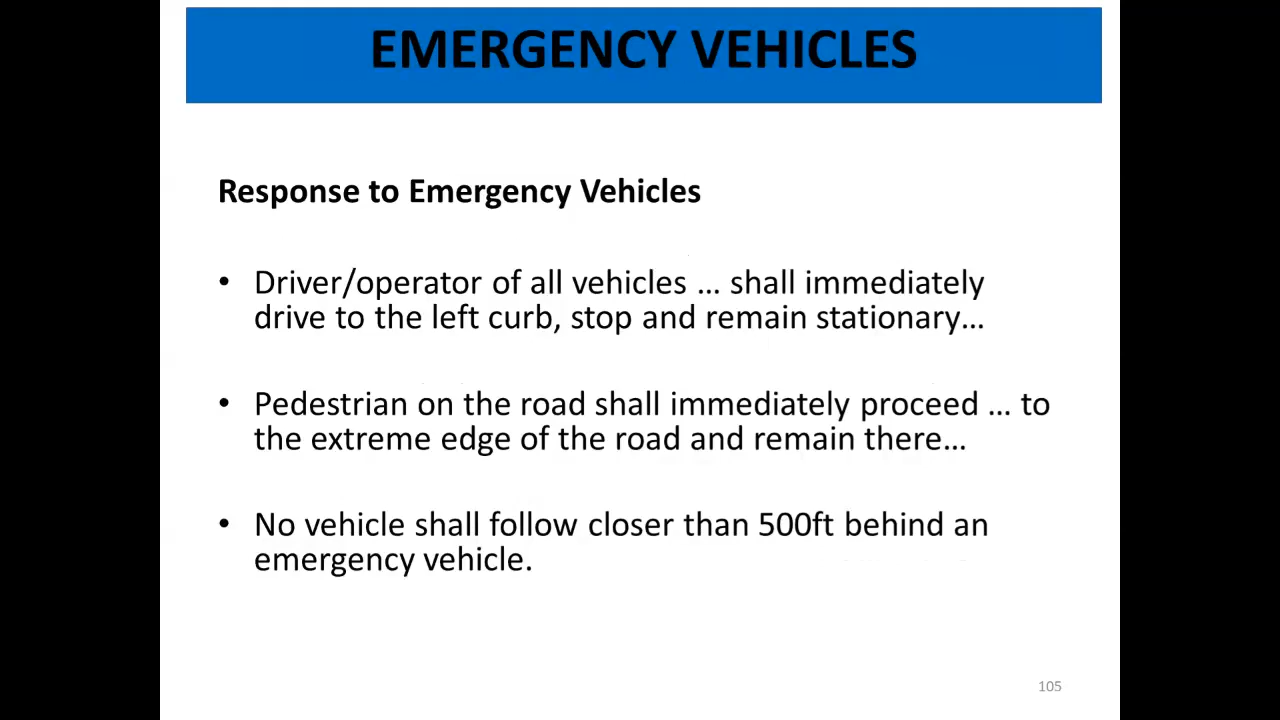 EMERGENCY VEHICLES
Response to Emergency Vehicles
• Driver/operator of all vehicles … shall immediately
drive to the left curb, stop and remain stationary…
• Pedestrian on the road shall immediately proceed … to
the extreme edge of the road and remain there…
• No vehicle shall follow closer than 500ft behind an
emergency vehicle.
105